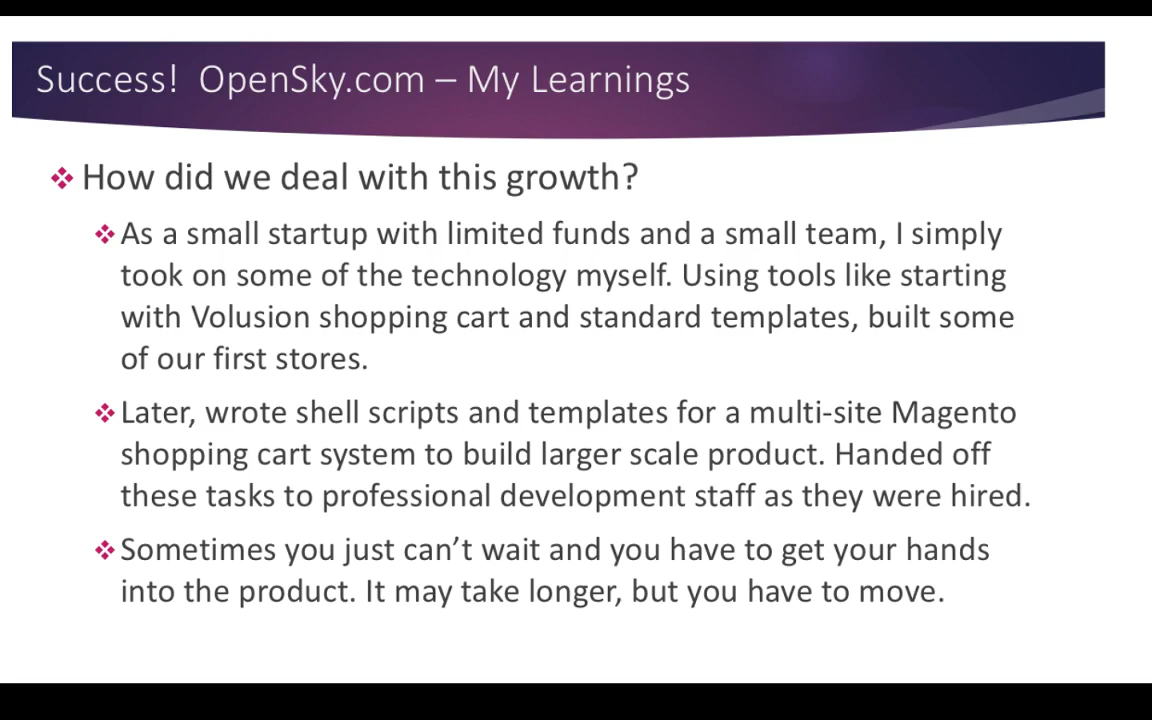 Success!  OpenSky.com – My Learnings
How did we deal with this growth?
As a small startup with limited funds and a small team, I simply
took on some of the technology myself. Using tools like starting
with Volusion shopping cart and standard templates, built some
of our first stores.
Later, wrote shell scripts and templates for a multi-site Magento
shopping cart system to build larger scale product. Handed off
these tasks to professional development staff as they were hired.
Sometimes you just can’t wait and you have to get your hands
into the product. It may take longer, but you have to move.